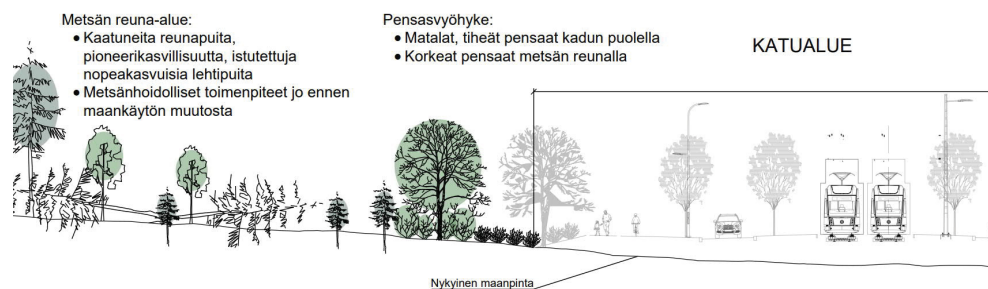 Metsän reuna-alue:
• Kaatuneita reunapuita,
pioneerikasvillisuutta, istutettuja
nopeakasvuisia lehtipuita
• Metsänhoidolliset toimenpiteet jo ennen
maankäytön muutosta
Pensasvyöhyke:
• Matalat, tiheät pensaat kadun puolella
• Korkeat pensaat metsän reunalla
KATUALUE
Nykyinen maanpinta